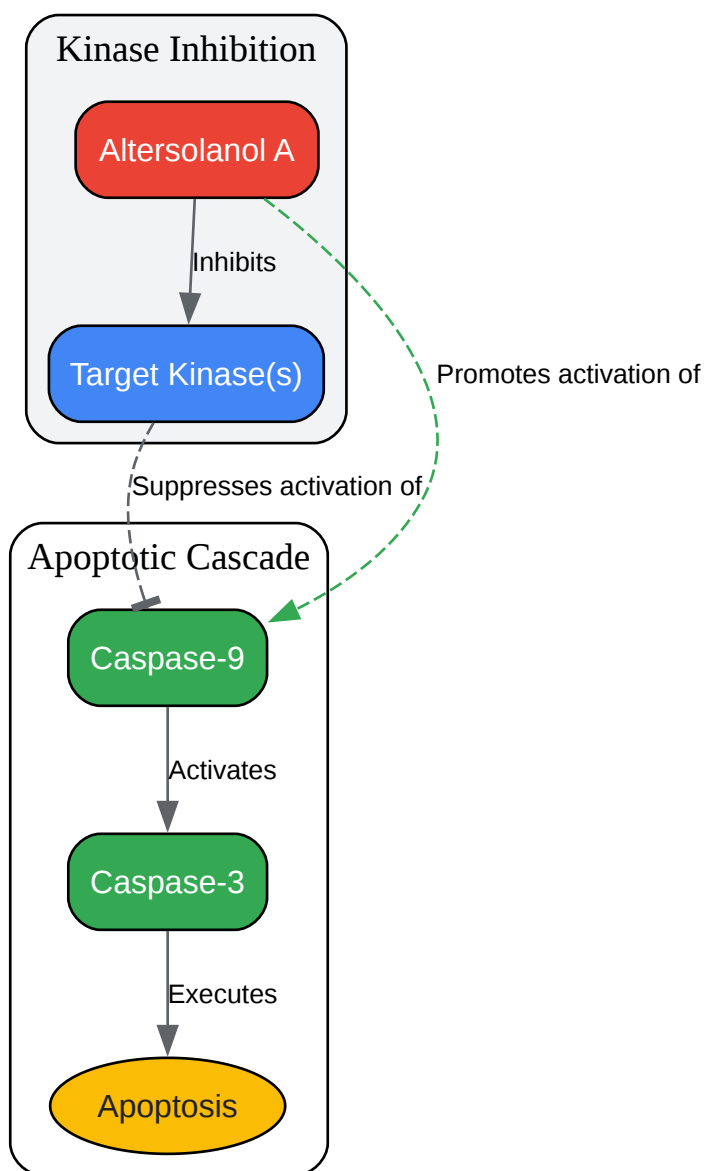 Kinase Inhibition
Altersolanol A
Inhibits
Target Kinase(s)
Promotes activation of
Suppresses activation of
Apoptotic Cascade
Caspase-9
Activates
Caspase-3
Executes
Apoptosis